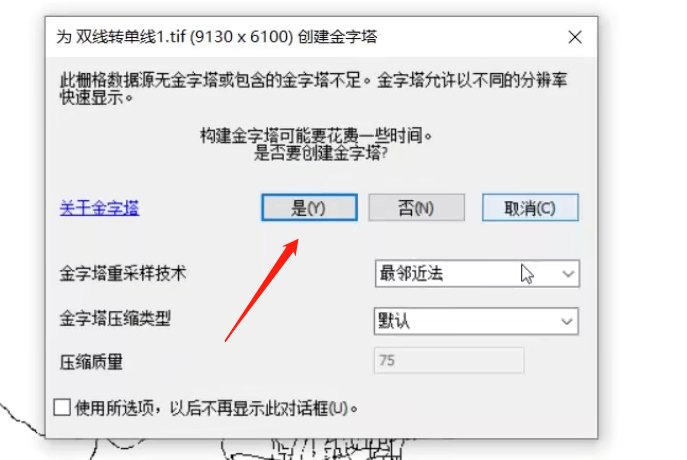 为 双线转单线1.tif (9130 x 6100) 创建金字塔
此栅格数据源无金字塔或包含的金字塔不足。金字塔允许以不同的分辨率
快速显示。
构建金字塔可能要花费一些时间。
是否要创建金字塔?
关于金字塔
是(Y)
否(N)
取消(C)
金字塔重采样技术
最邻近法
金字塔压缩类型
默认
压缩质量
75
使用所选项，以后不再显示此对话框(U)。